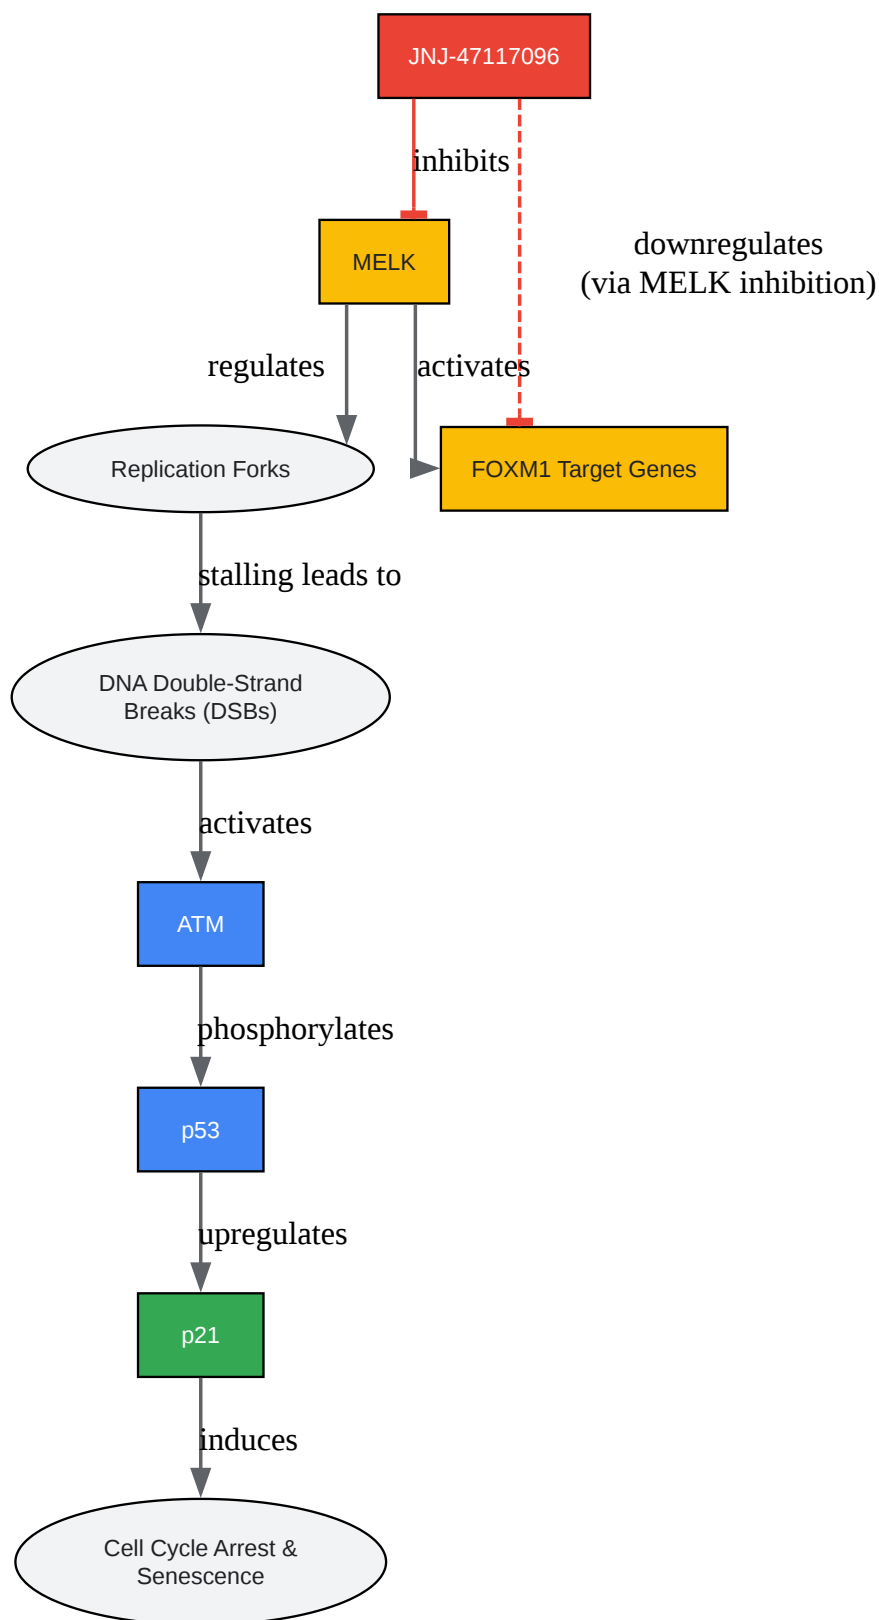 JNJ-47117096
inhibits
downregulates
(via MELK inhibition)
MELK
regulates
activates
Replication Forks
FOXM1 Target Genes
stalling leads to
DNA Double-Strand
Breaks (DSBs)
activates
ATM
phosphorylates
p53
upregulates
p21
induces
Cell Cycle Arrest &
Senescence